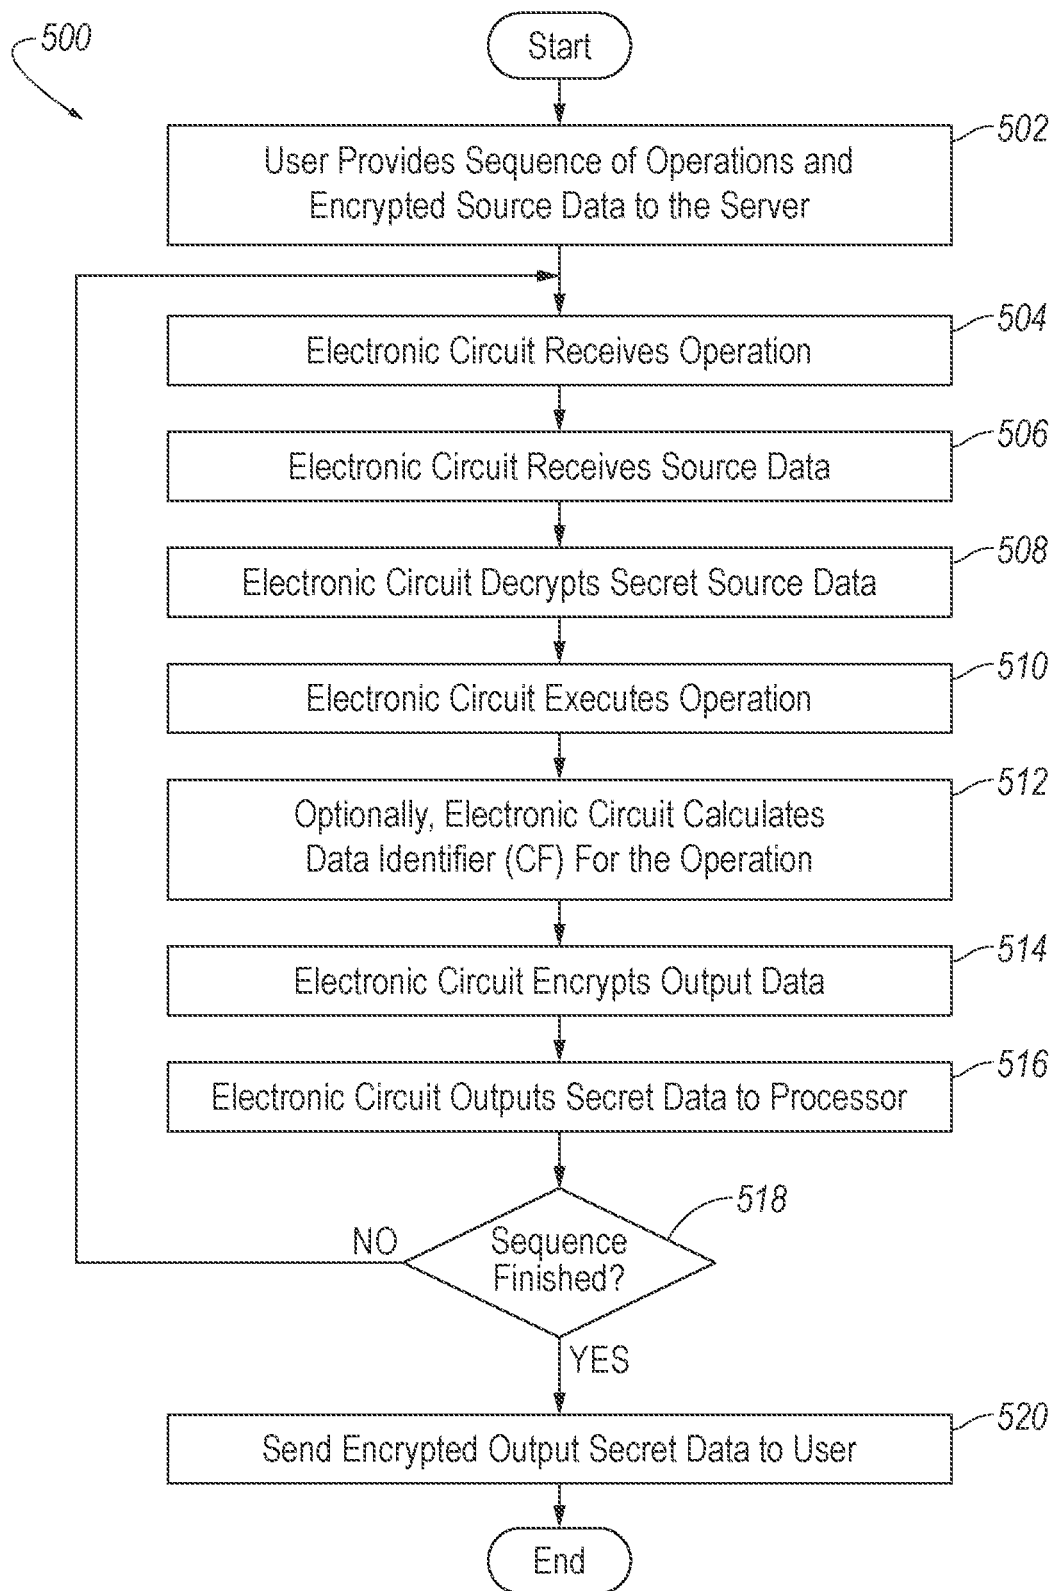 500
Start
502
User Provides Sequence of Operations and
Encrypted Source Data to the Server
504
Electronic Circuit Receives Operation
506
Electronic Circuit Receives Source Data
508
Electronic Circuit Decrypts Secret Source Data
510
Electronic Circuit Executes Operation
512
Optionally, Electronic Circuit Calculates
Data Identifier (CF) For the Operation
514
Electronic Circuit Encrypts Output Data
516
Electronic Circuit Outputs Secret Data to Processor
518
NO
Sequence
Finished?
YES
520
Send Encrypted Output Secret Data to User
End